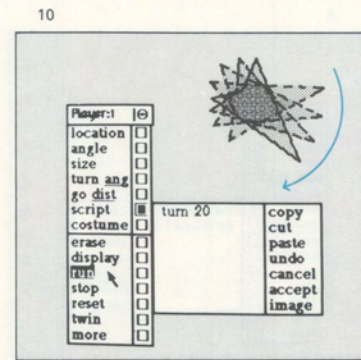 10
Player:1
location
angle
size
turn ang
go dist
script
costume
erase
display
run
stop
reset
twin
more
turn 20
copy
cut
paste
undo
cancel
accept
image